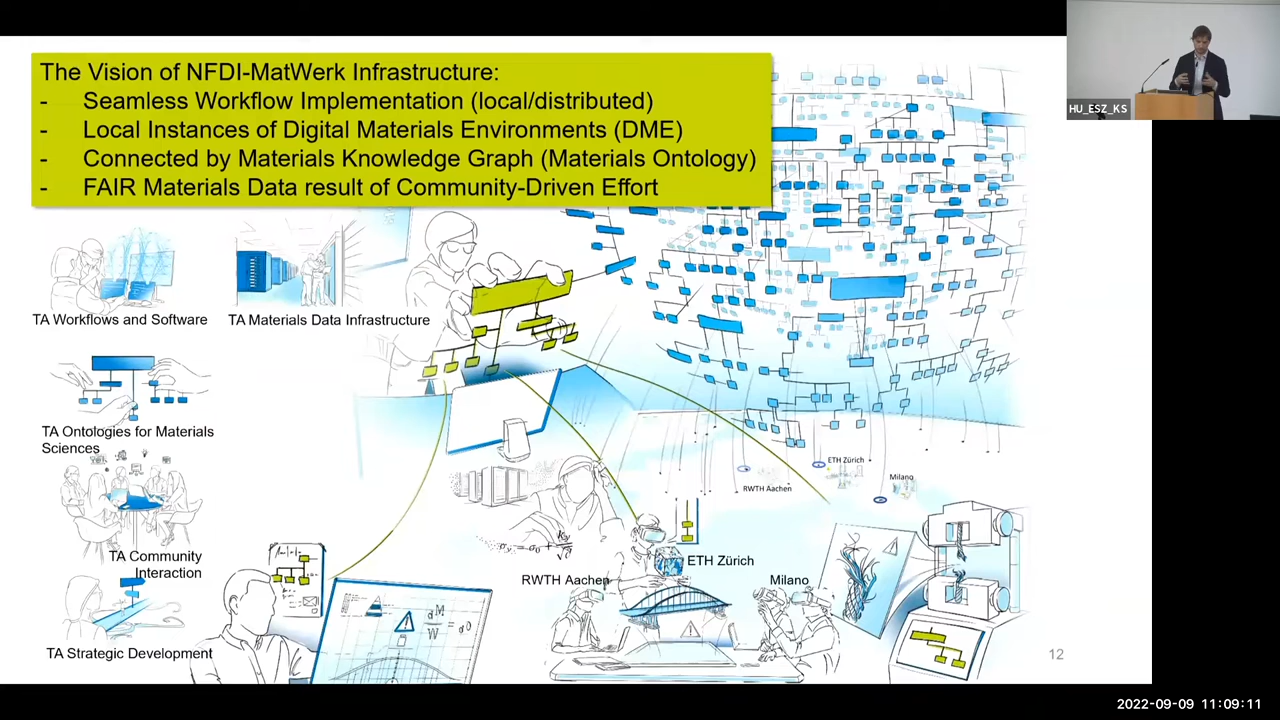 The Vision of NFDI-MatWerk Infrastructure:
- Seamless Workflow Implementation (local/distributed)
- Local Instances of Digital Materials Environments (DME)
- Connected by Materials Knowledge Graph (Materials Ontology)
- FAIR Materials Data result of Community-Driven Effort
HU_ESZ_KS
TA Workflows and Software
TA Materials Data Infrastructure
TA Ontologies for Materials
Sciences
TA Community
Interaction
TA Strategic Development
ETH Zürich
RWTH Aachen
Milano
ETH Zürich
RWTH Aachen
Milano
12
2022-09-09 11:09:11